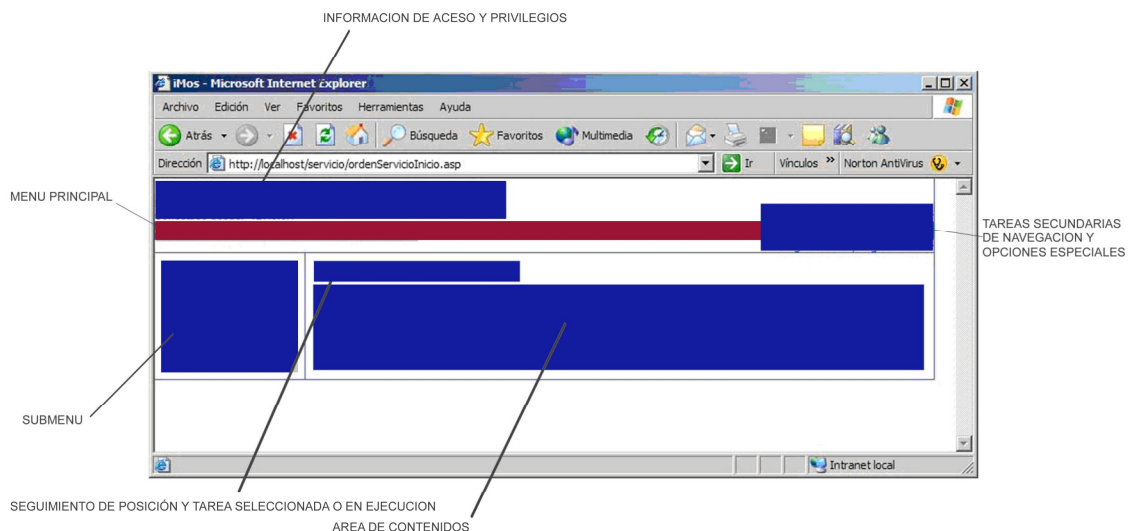 INFORMACION DE ACESO Y PRIVILEGIOS
iMos - Microsoft Internet Explorer
Archivo Edición Ver Favoritos Herramientas Ayuda
Atrás Búsqueda Favoritos Multimedia
Dirección http://localhost/servicio/ordenServicioInicio.asp Ir Vínculos » Norton AntiVirus
MENU PRINCIPAL
TAREAS SECUNDARIAS
DE NAVEGACION Y
OPCIONES ESPECIALES
SUBMENU
Intranet local
SEGUIMIENTO DE POSICIÓN Y TAREA SELECCIONADA O EN EJECUCION
AREA DE CONTENIDOS